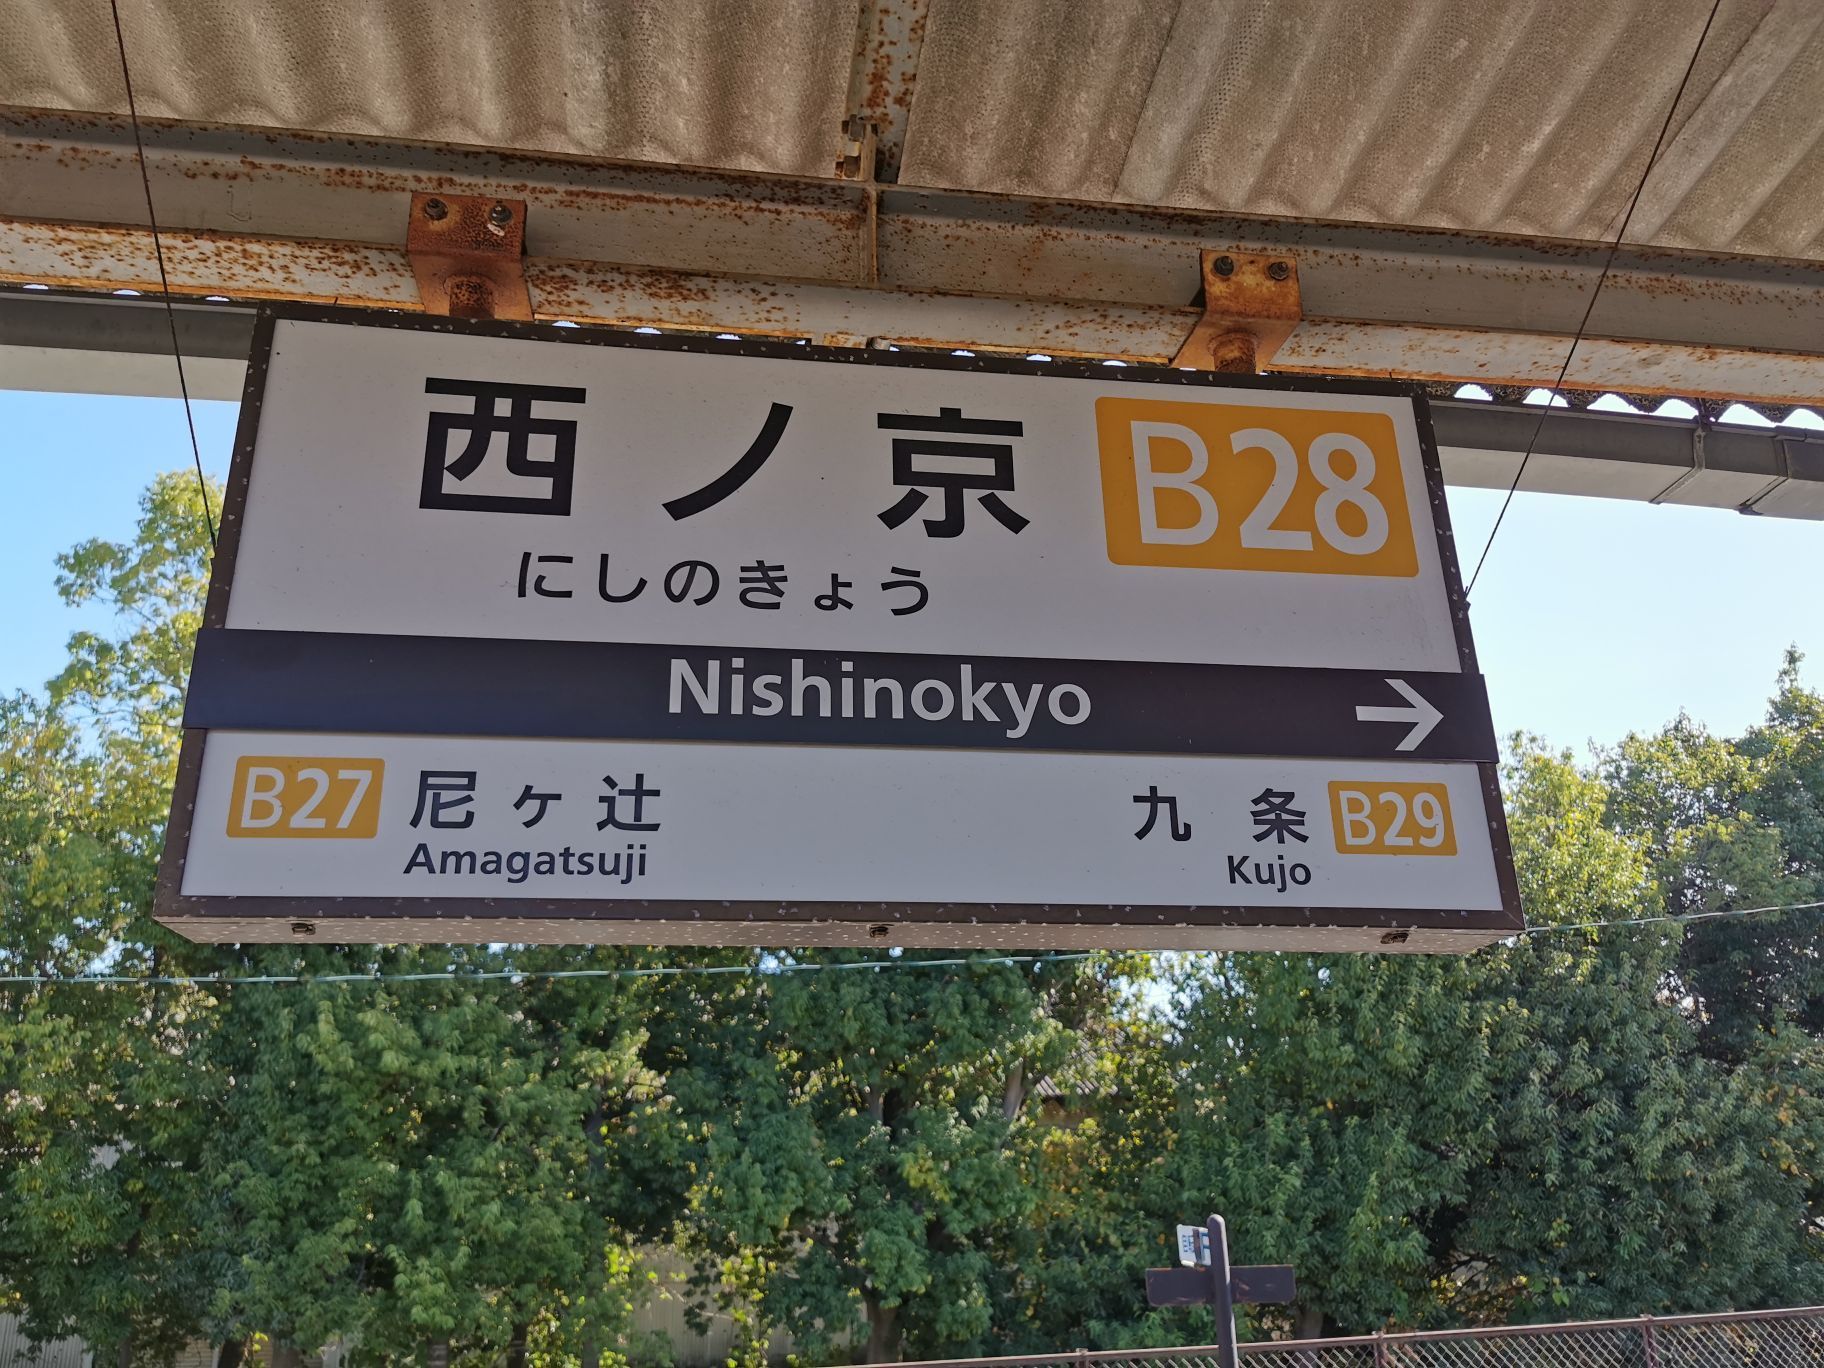 西ノ京 B28
にしのきょう
Nishinokyo →
B27 尼ヶ辻 九条 B29
Amagatsuji Kujo